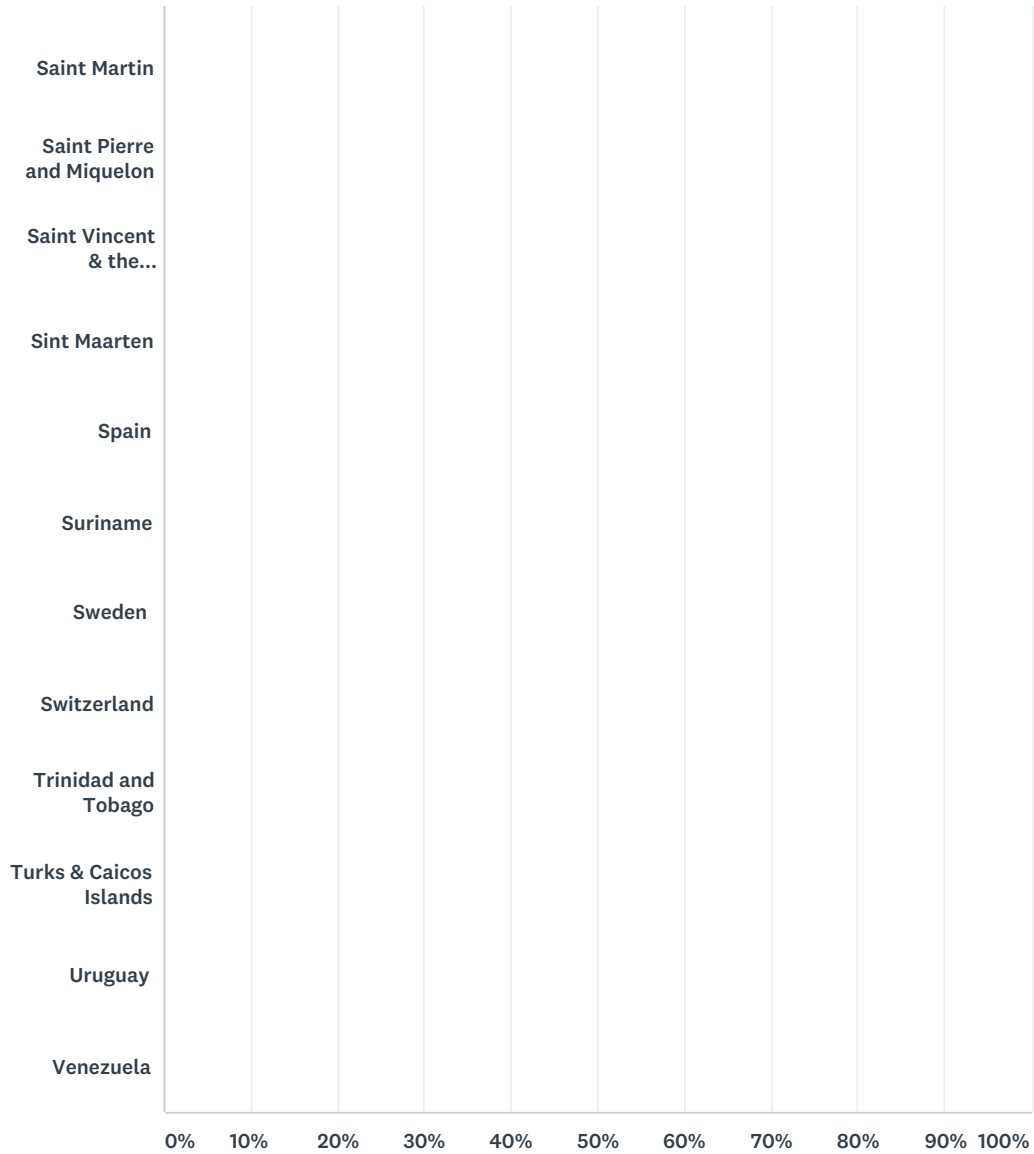 Saint Martin
Saint Pierre
and Miquelon
Saint Vincent
& the...
Sint Maarten
Spain
Suriname
Sweden
Switzerland
Trinidad and
Tobago
Turks & Caicos
Islands
Uruguay
Venezuela
0% 10% 20% 30% 40% 50% 60% 70% 80% 90% 100%